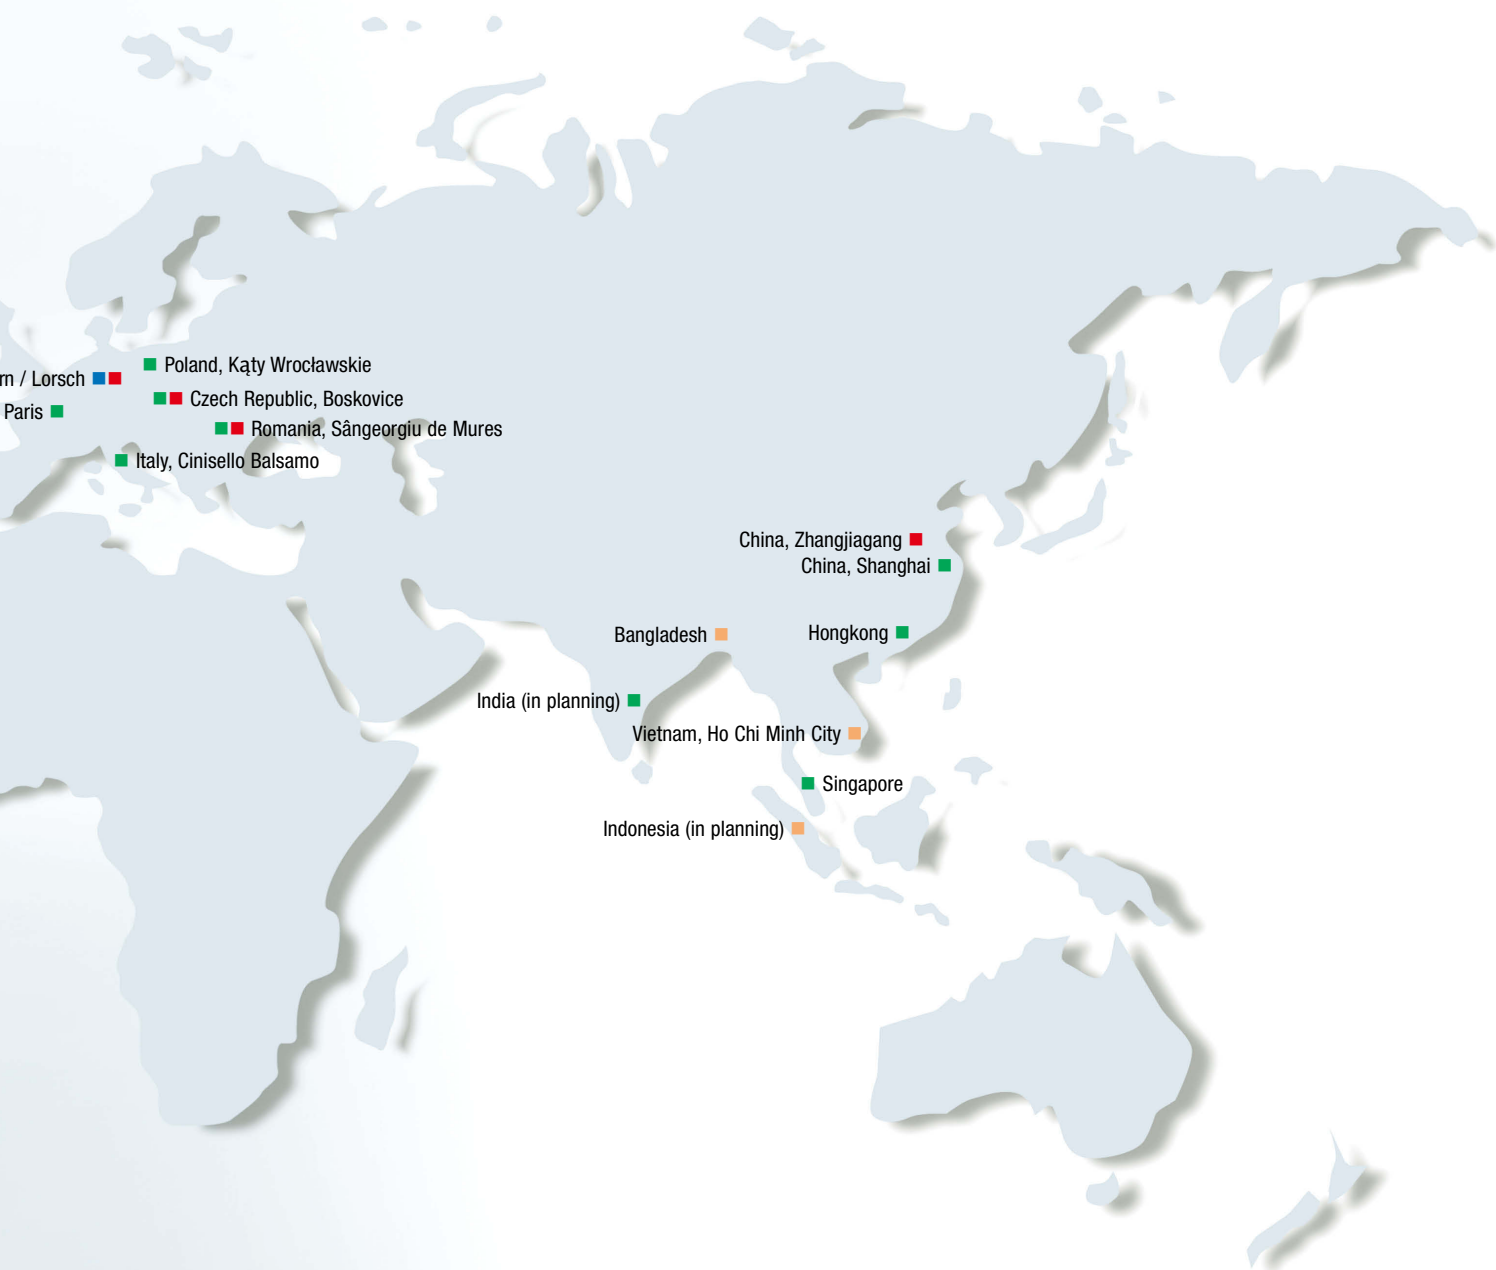 Poland, Kąty Wrocławskie
rn / Lorsch
Czech Republic, Boskovice
Paris
Romania, Sângeorgiu de Mures
Italy, Cinisello Balsamo
China, Zhangjiagang
China, Shanghai
Bangladesh
Hongkong
India (in planning)
Vietnam, Ho Chi Minh City
Singapore
Indonesia (in planning)